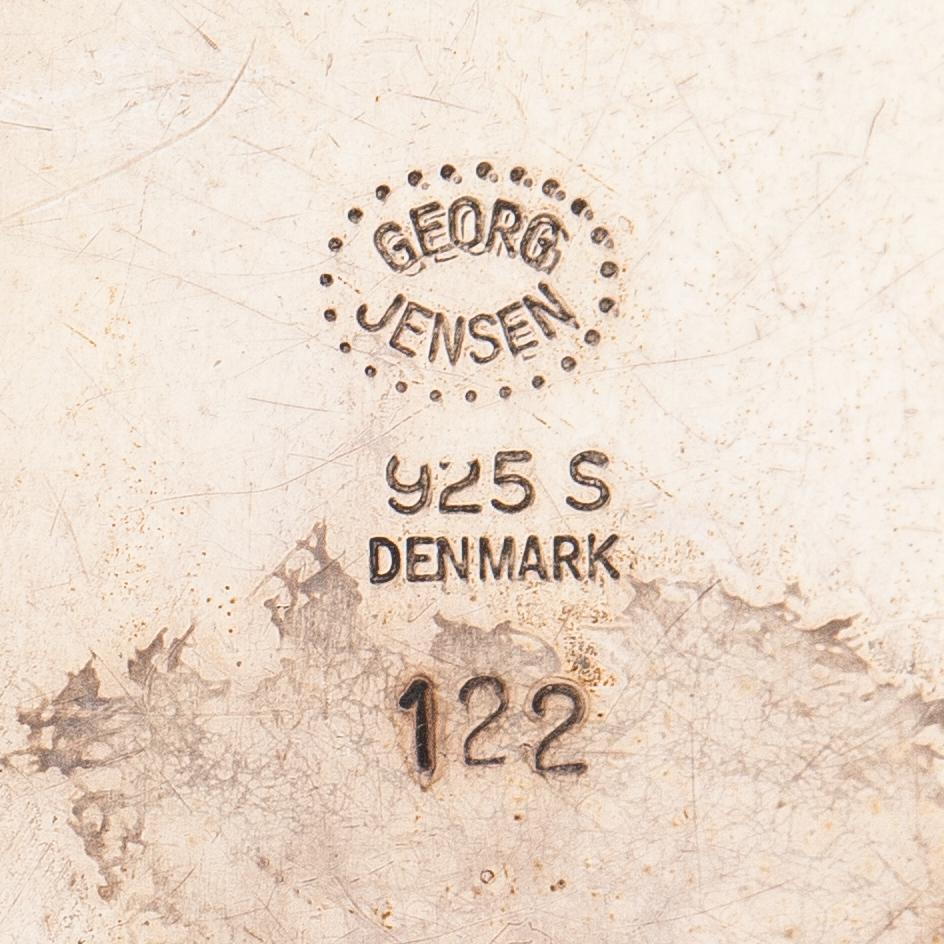 GEORG
JENSEN
925 S
DENMARK
122